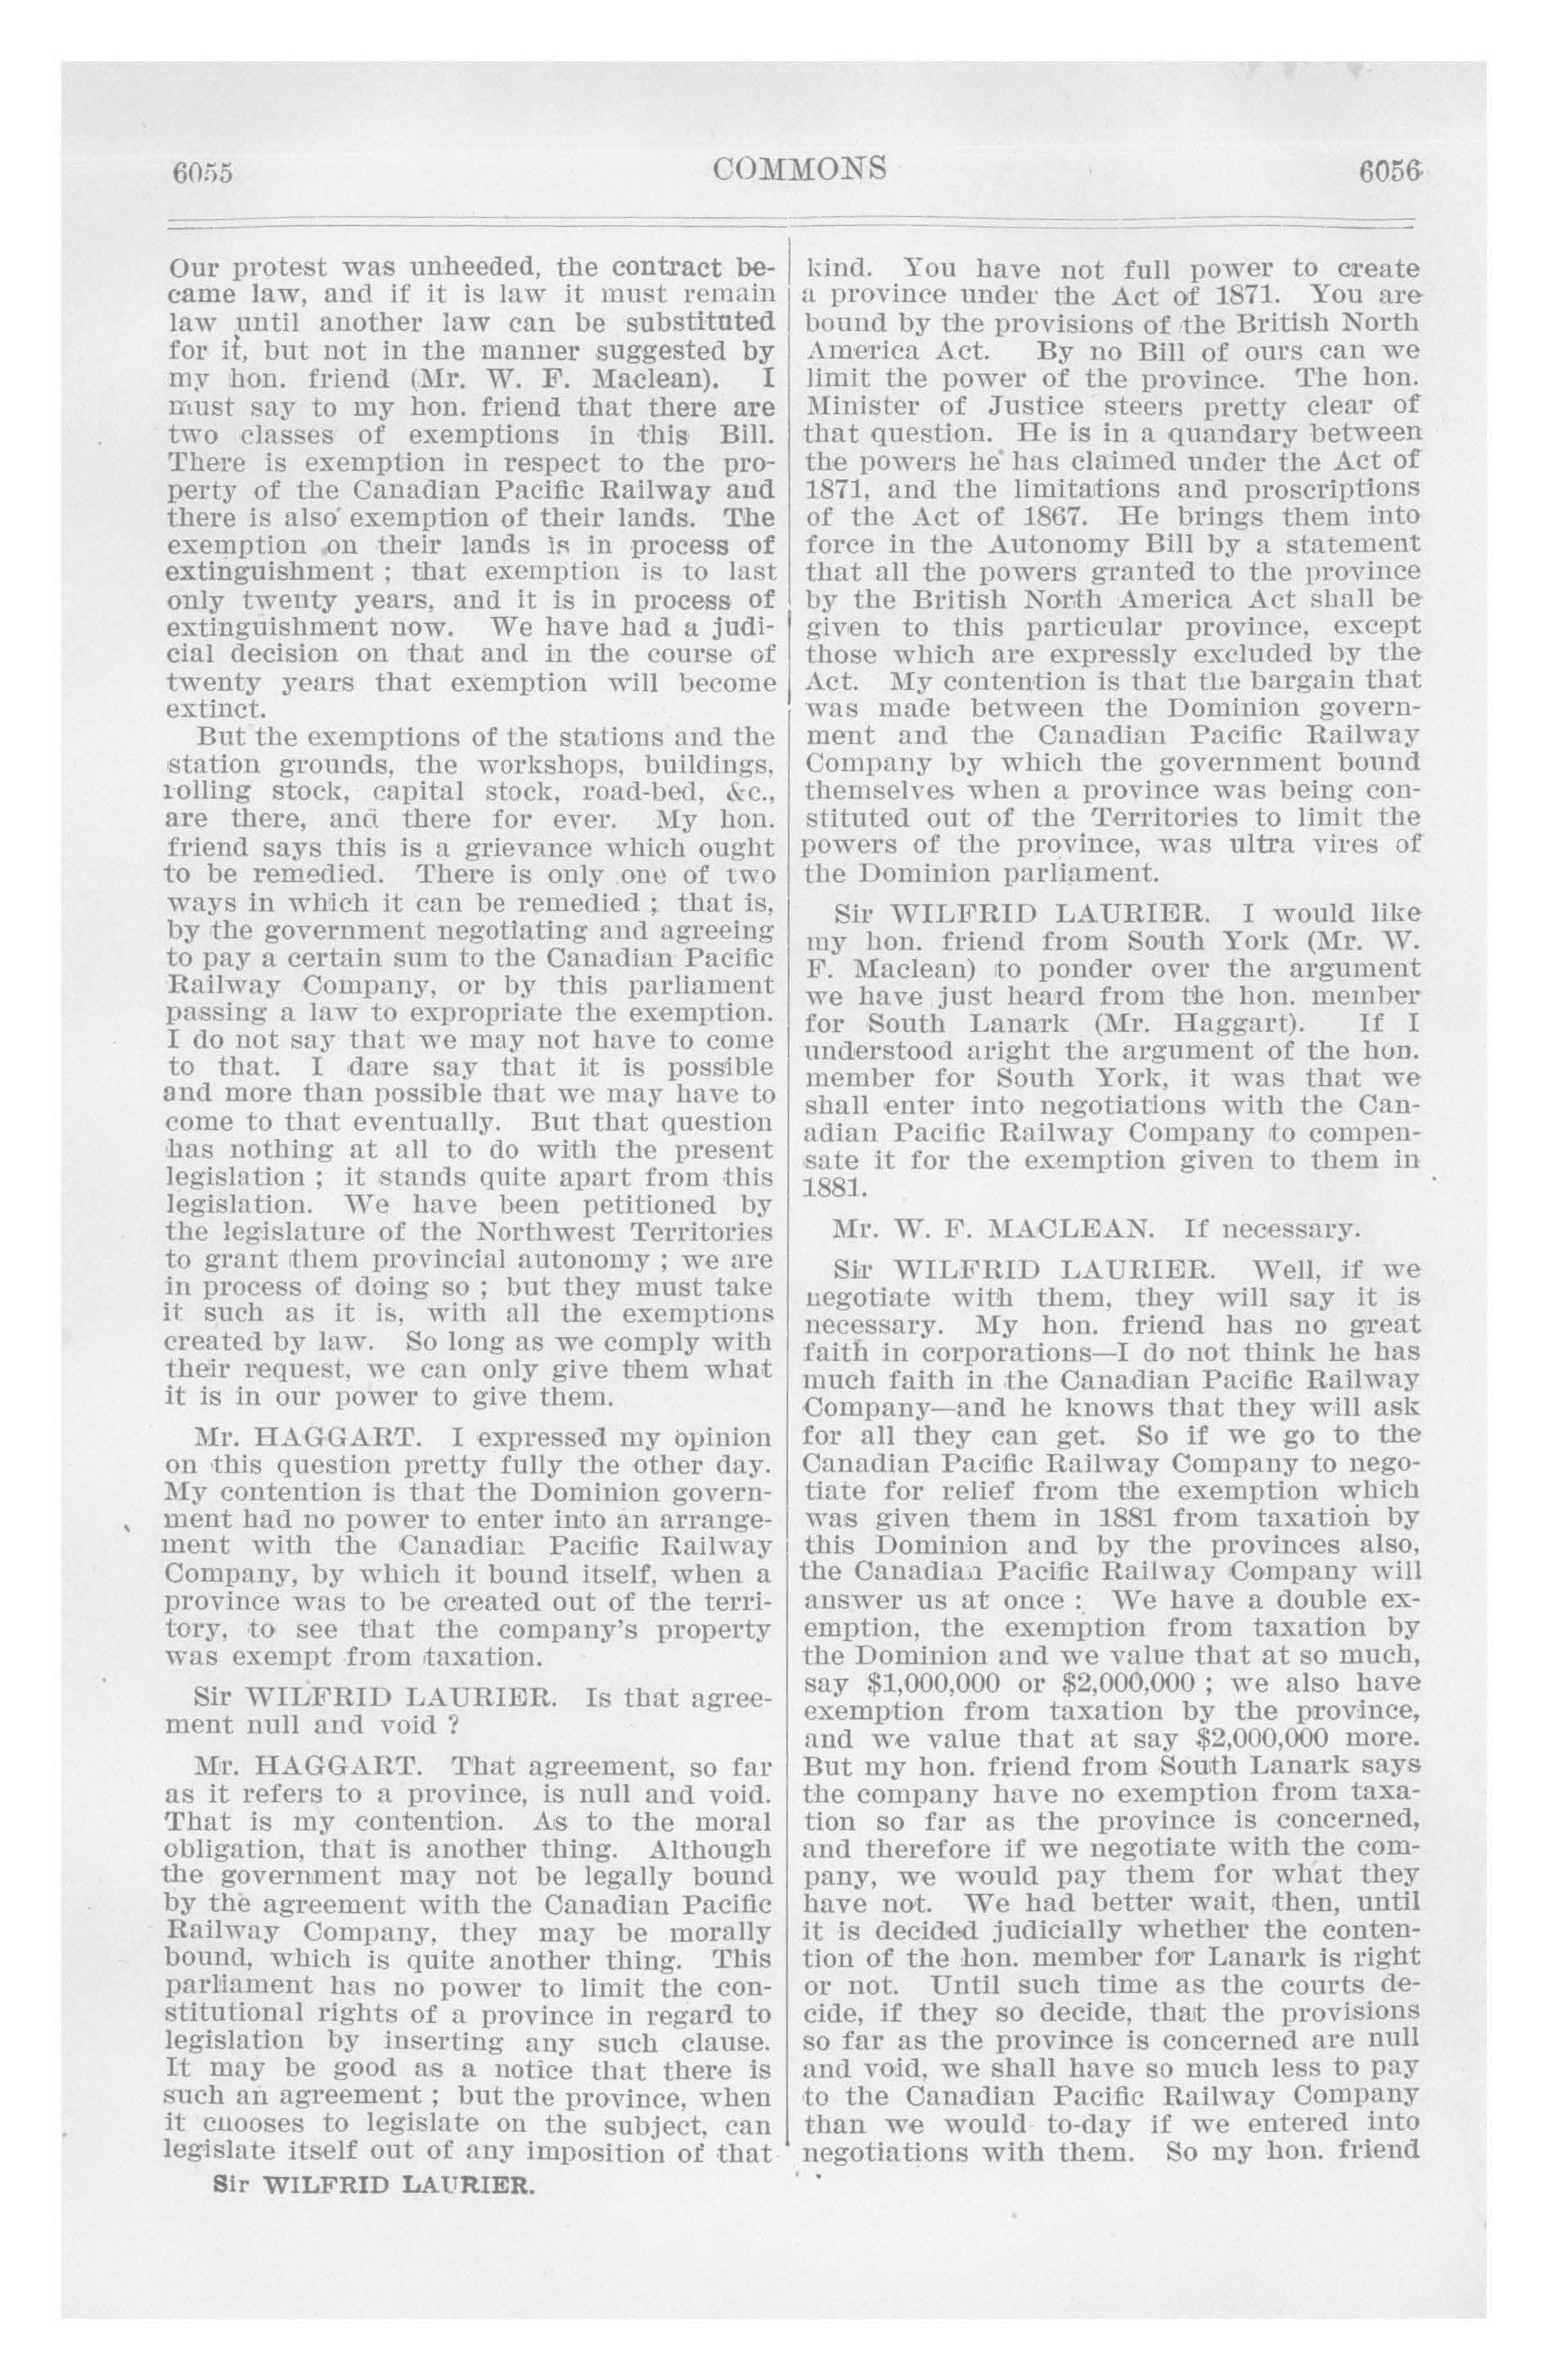 6055
COMMONS
6056
Our protest was unheeded, the contract be-
came law, and if it is law it must remain
law until another law can be substituted
for it, but not in the manner suggested by
my hon. friend (Mr. W. F. Maclean). I
must say to my hon. friend that there are
two classes of exemptions in this Bill.
There is exemption in respect to the pro-
perty of the Canadian Pacific Railway and
there is also exemption of their lands. The
exemption on their lands is in process of
extinguishment ; that exemption is to last
only twenty years, and it is in process of
extinguishment now. We have had a judi-
cial decision on that and in the course of
twenty years that exemption will become
extinct.
But the exemptions of the stations and the
station grounds, the workshops, buildings,
rolling stock, capital stock, road-bed, &c.,
are there, and there for ever. My hon.
friend says this is a grievance which ought
to be remedied. There is only one of two
ways in which it can be remedied ; that is,
by the government negotiating and agreeing
to pay a certain sum to the Canadian Pacific
Railway Company, or by this parliament
passing a law to expropriate the exemption.
I do not say that we may not have to come
to that. I dare say that it is possible
and more than possible that we may have to
come to that eventually. But that question
has nothing at all to do with the present
legislation ; it stands quite apart from this
legislation. We have been petitioned by
the legislature of the Northwest Territories
to grant them provincial autonomy ; we are
in process of doing so ; but they must take
it such as it is, with all the exemptions
created by law. So long as we comply with
their request, we can only give them what
it is in our power to give them.
Mr. HAGGART. I expressed my opinion
on this question pretty fully the other day.
My contention is that the Dominion govern-
ment had no power to enter into an arrange-
ment with the Canadian Pacific Railway
Company, by which it bound itself, when a
province was to be created out of the terri-
tory, to see that the company's property
was exempt from taxation.
Sir WILFRID LAURIER. Is that agree-
ment null and void ?
Mr. HAGGART. That agreement, so far
as it refers to a province, is null and void.
That is my contention. As to the moral
obligation, that is another thing. Although
the government may not be legally bound
by the agreement with the Canadian Pacific
Railway Company, they may be morally
bound, which is quite another thing. This
parliament has no power to limit the con-
stitutional rights of a province in regard to
legislation by inserting any such clause.
It may be good as a notice that there is
such an agreement ; but the province, when
it cnooses to legislate on the subject, can
legislate itself out of any imposition of that
Sir WILFRID LAURIER.
kind. You have not full power to create
a province under the Act of 1871. You are
bound by the provisions of the British North
America Act. By no Bill of ours can we
limit the power of the province. The hon.
Minister of Justice steers pretty clear of
that question. He is in a quandary between
the powers he has claimed under the Act of
1871, and the limitations and proscriptions
of the Act of 1867. He brings them into
force in the Autonomy Bill by a statement
that all the powers granted to the province
by the British North America Act shall be
given to this particular province, except
those which are expressly excluded by the
Act. My contention is that the bargain that
was made between the Dominion govern-
ment and the Canadian Pacific Railway
Company by which the government bound
themselves when a province was being con-
stituted out of the Territories to limit the
powers of the province, was ultra vires of
the Dominion parliament.
Sir WILFRID LAURIER. I would like
my hon. friend from South York (Mr. W.
F. Maclean) to ponder over the argument
we have just heard from the hon. member
for South Lanark (Mr. Haggart). If I
understood aright the argument of the hon.
member for South York, it was that we
shall enter into negotiations with the Can-
adian Pacific Railway Company to compen-
sate it for the exemption given to them in
1881.
Mr. W. F. MACLEAN. If necessary.
Sir WILFRID LAURIER. Well, if we
negotiate with them, they will say it is
necessary. My hon. friend has no great
faith in corporations—I do not think he has
much faith in the Canadian Pacific Railway
Company—and he knows that they will ask
for all they can get. So if we go to the
Canadian Pacific Railway Company to nego-
tiate for relief from the exemption which
was given them in 1881 from taxation by
this Dominion and by the provinces also,
the Canadian Pacific Railway Company will
answer us at once : We have a double ex-
emption, the exemption from taxation by
the Dominion and we value that at so much,
say $1,000,000 or $2,000,000 ; we also have
exemption from taxation by the province,
and we value that at say $2,000,000 more.
But my hon. friend from South Lanark says
the company have no exemption from taxa-
tion so far as the province is concerned,
and therefore if we negotiate with the com-
pany, we would pay them for what they
have not. We had better wait, then, until
it is decided judicially whether the conten-
tion of the hon. member for Lanark is right
or not. Until such time as the courts de-
cide, if they so decide, that the provisions
so far as the province is concerned are null
and void, we shall have so much less to pay
to the Canadian Pacific Railway Company
than we would to-day if we entered into
negotiations with them. So my hon. friend